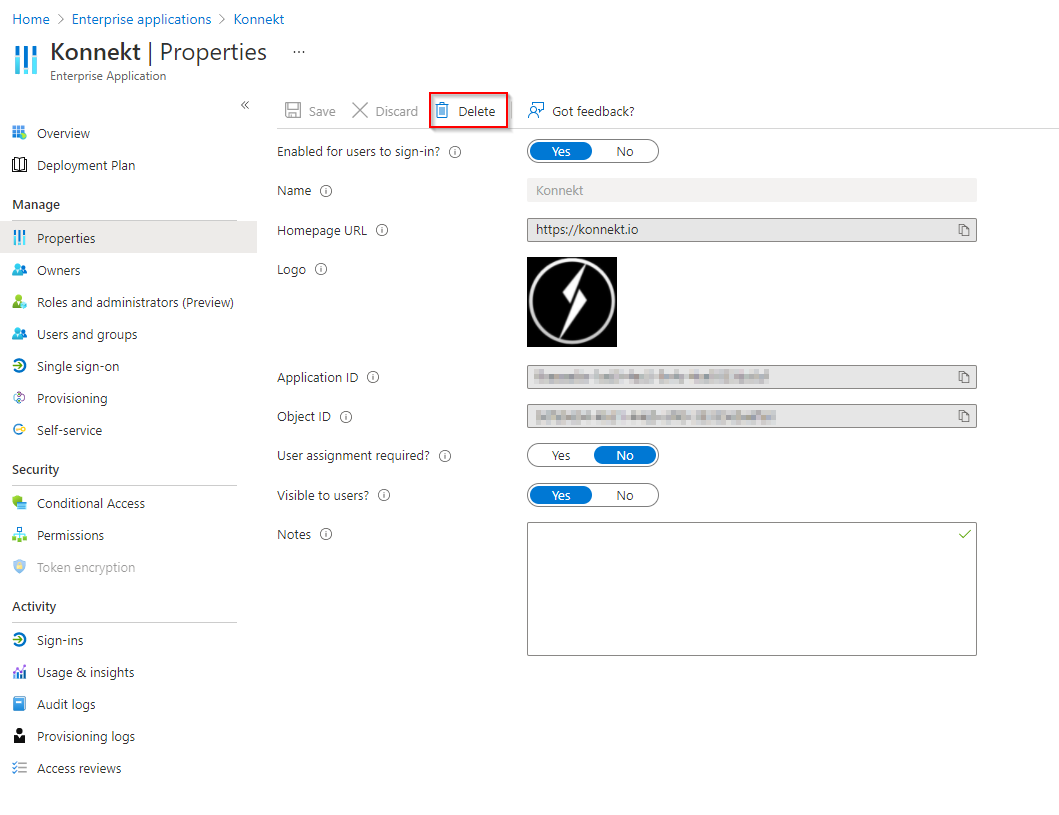 Home > Enterprise applications > Konnekt
Konnekt | Properties ...
Enterprise Application
«
Save Discard Delete Got feedback?
Overview
Deployment Plan
Manage
Properties
Owners
Roles and administrators (Preview)
Users and groups
Single sign-on
Provisioning
Self-service
Security
Conditional Access
Permissions
Token encryption
Activity
Sign-ins
Usage & insights
Audit logs
Provisioning logs
Access reviews
Enabled for users to sign-in? Yes No
Name Konnekt
Homepage URL https://konnekt.io
Logo
Application ID
Object ID
User assignment required? Yes No
Visible to users? Yes No
Notes